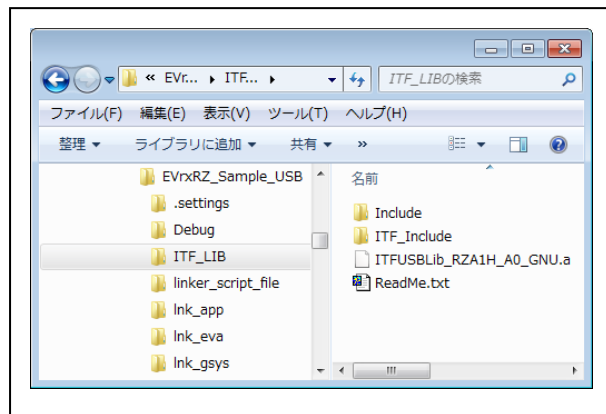 « EVr... ▸ ITF... ▸
ITF_LIBの検索
ファイル(F) 編集(E) 表示(V) ツール(T) ヘルプ(H)
整理 ▼ ライブラリに追加 ▼ 共有 ▼ »
EVrxRZ_Sample_USB
.settings
Debug
ITF_LIB
linker_script_file
lnk_app
lnk_eva
lnk_gsys
名前
Include
ITF_Include
ITFUSBLib_RZA1H_A0_GNU.a
ReadMe.txt